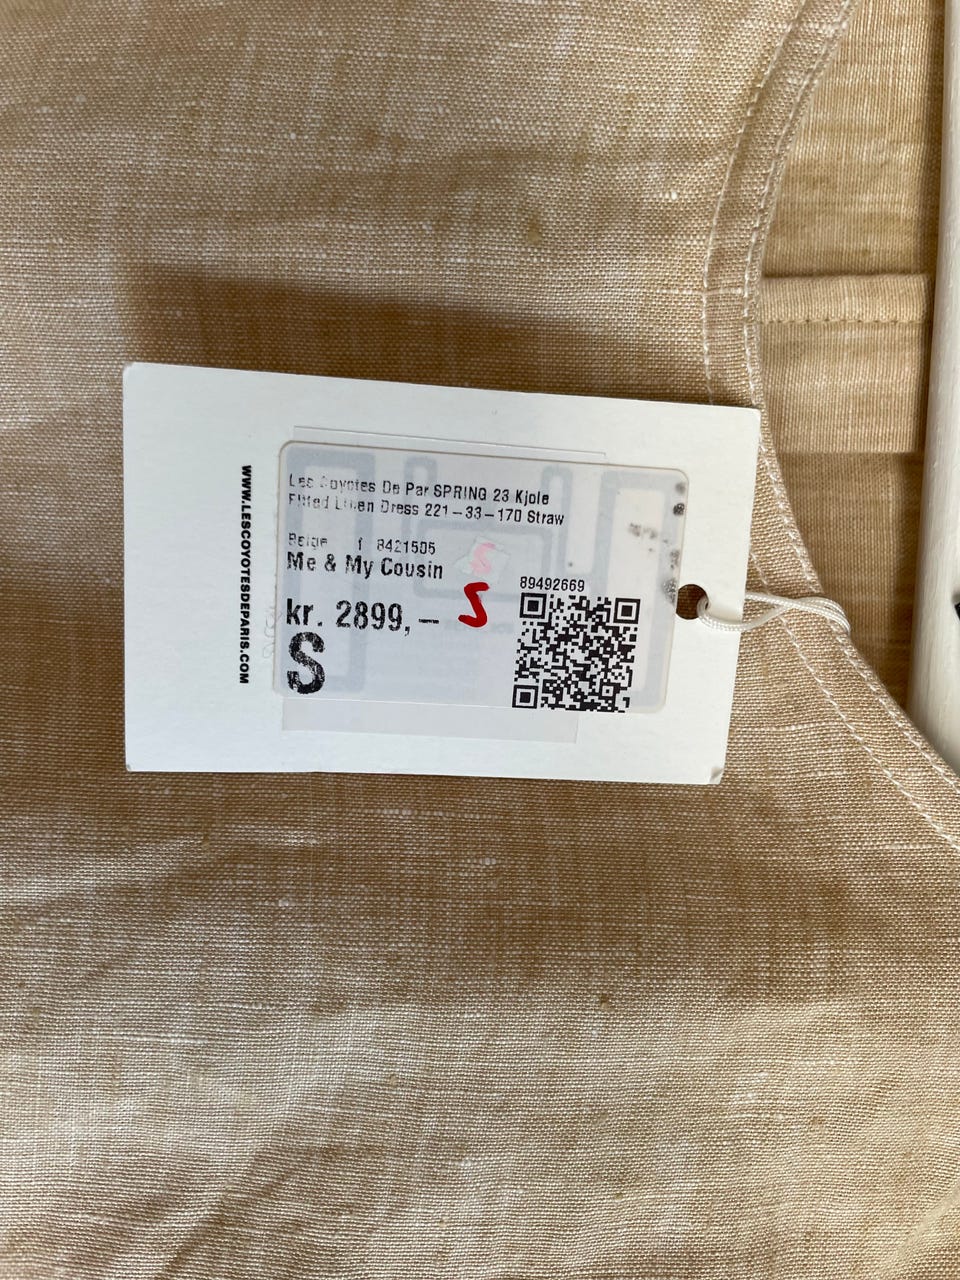 WWW.LESCOYOTESDEPARIS.COM
Les Coyotes De Par SPRING 23 Kjole
Fitted Linen Dress 221-33-170 Straw
Beige f 8421505
Me & My Cousin
kr. 2899,-
S
S
89492669